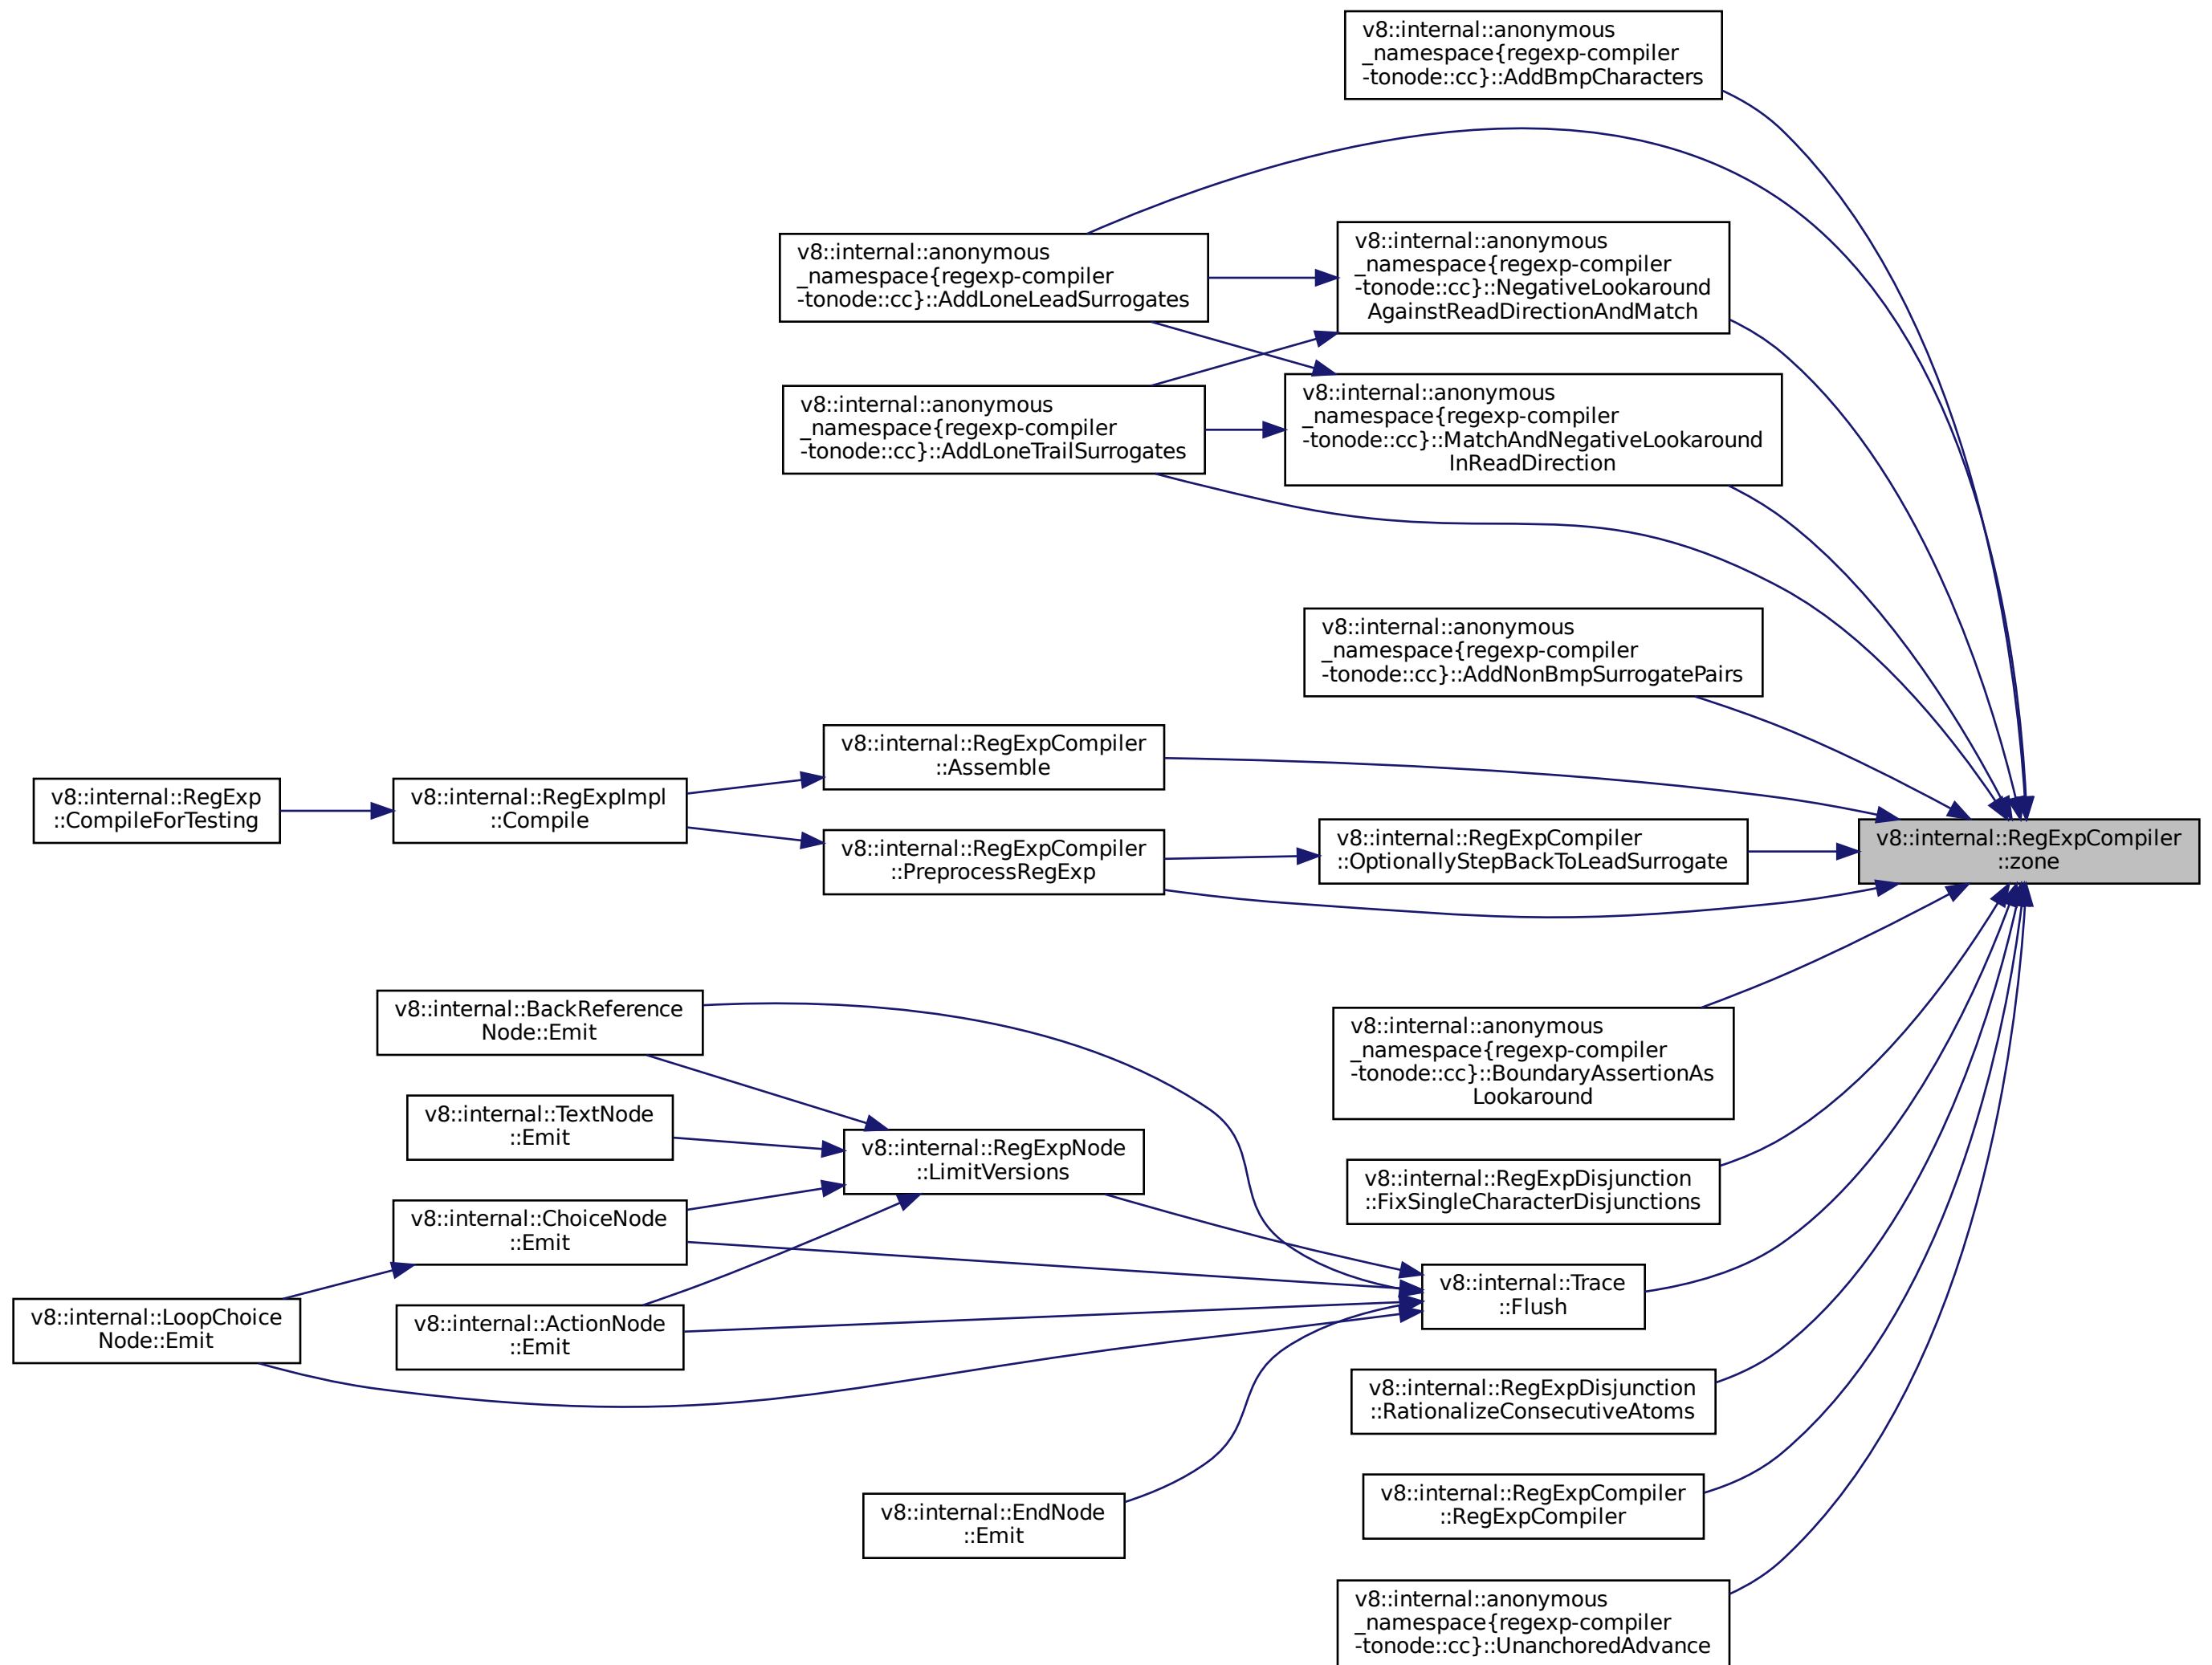 v8::internal::anonymous
_namespace{regexp-compiler
-tonode::cc}::AddBmpCharacters
v8::internal::anonymous
_namespace{regexp-compiler
-tonode::cc}::AddLoneLeadSurrogates
v8::internal::anonymous
_namespace{regexp-compiler
-tonode::cc}::NegativeLookaround
AgainstReadDirectionAndMatch
v8::internal::anonymous
_namespace{regexp-compiler
-tonode::cc}::AddLoneTrailSurrogates
v8::internal::anonymous
_namespace{regexp-compiler
-tonode::cc}::MatchAndNegativeLookaround
InReadDirection
v8::internal::anonymous
_namespace{regexp-compiler
-tonode::cc}::AddNonBmpSurrogatePairs
v8::internal::RegExpCompiler
::Assemble
v8::internal::RegExp
::CompileForTesting
v8::internal::RegExpImpl
::Compile
v8::internal::RegExpCompiler
::PreprocessRegExp
v8::internal::RegExpCompiler
::OptionallyStepBackToLeadSurrogate
v8::internal::RegExpCompiler
::zone
v8::internal::BackReference
Node::Emit
v8::internal::anonymous
_namespace{regexp-compiler
-tonode::cc}::BoundaryAssertionAs
Lookaround
v8::internal::TextNode
::Emit
v8::internal::RegExpNode
::LimitVersions
v8::internal::RegExpDisjunction
::FixSingleCharacterDisjunctions
v8::internal::ChoiceNode
::Emit
v8::internal::Trace
::Flush
v8::internal::LoopChoice
Node::Emit
v8::internal::ActionNode
::Emit
v8::internal::RegExpDisjunction
::RationalizeConsecutiveAtoms
v8::internal::RegExpCompiler
::RegExpCompiler
v8::internal::EndNode
::Emit
v8::internal::anonymous
_namespace{regexp-compiler
-tonode::cc}::UnanchoredAdvance